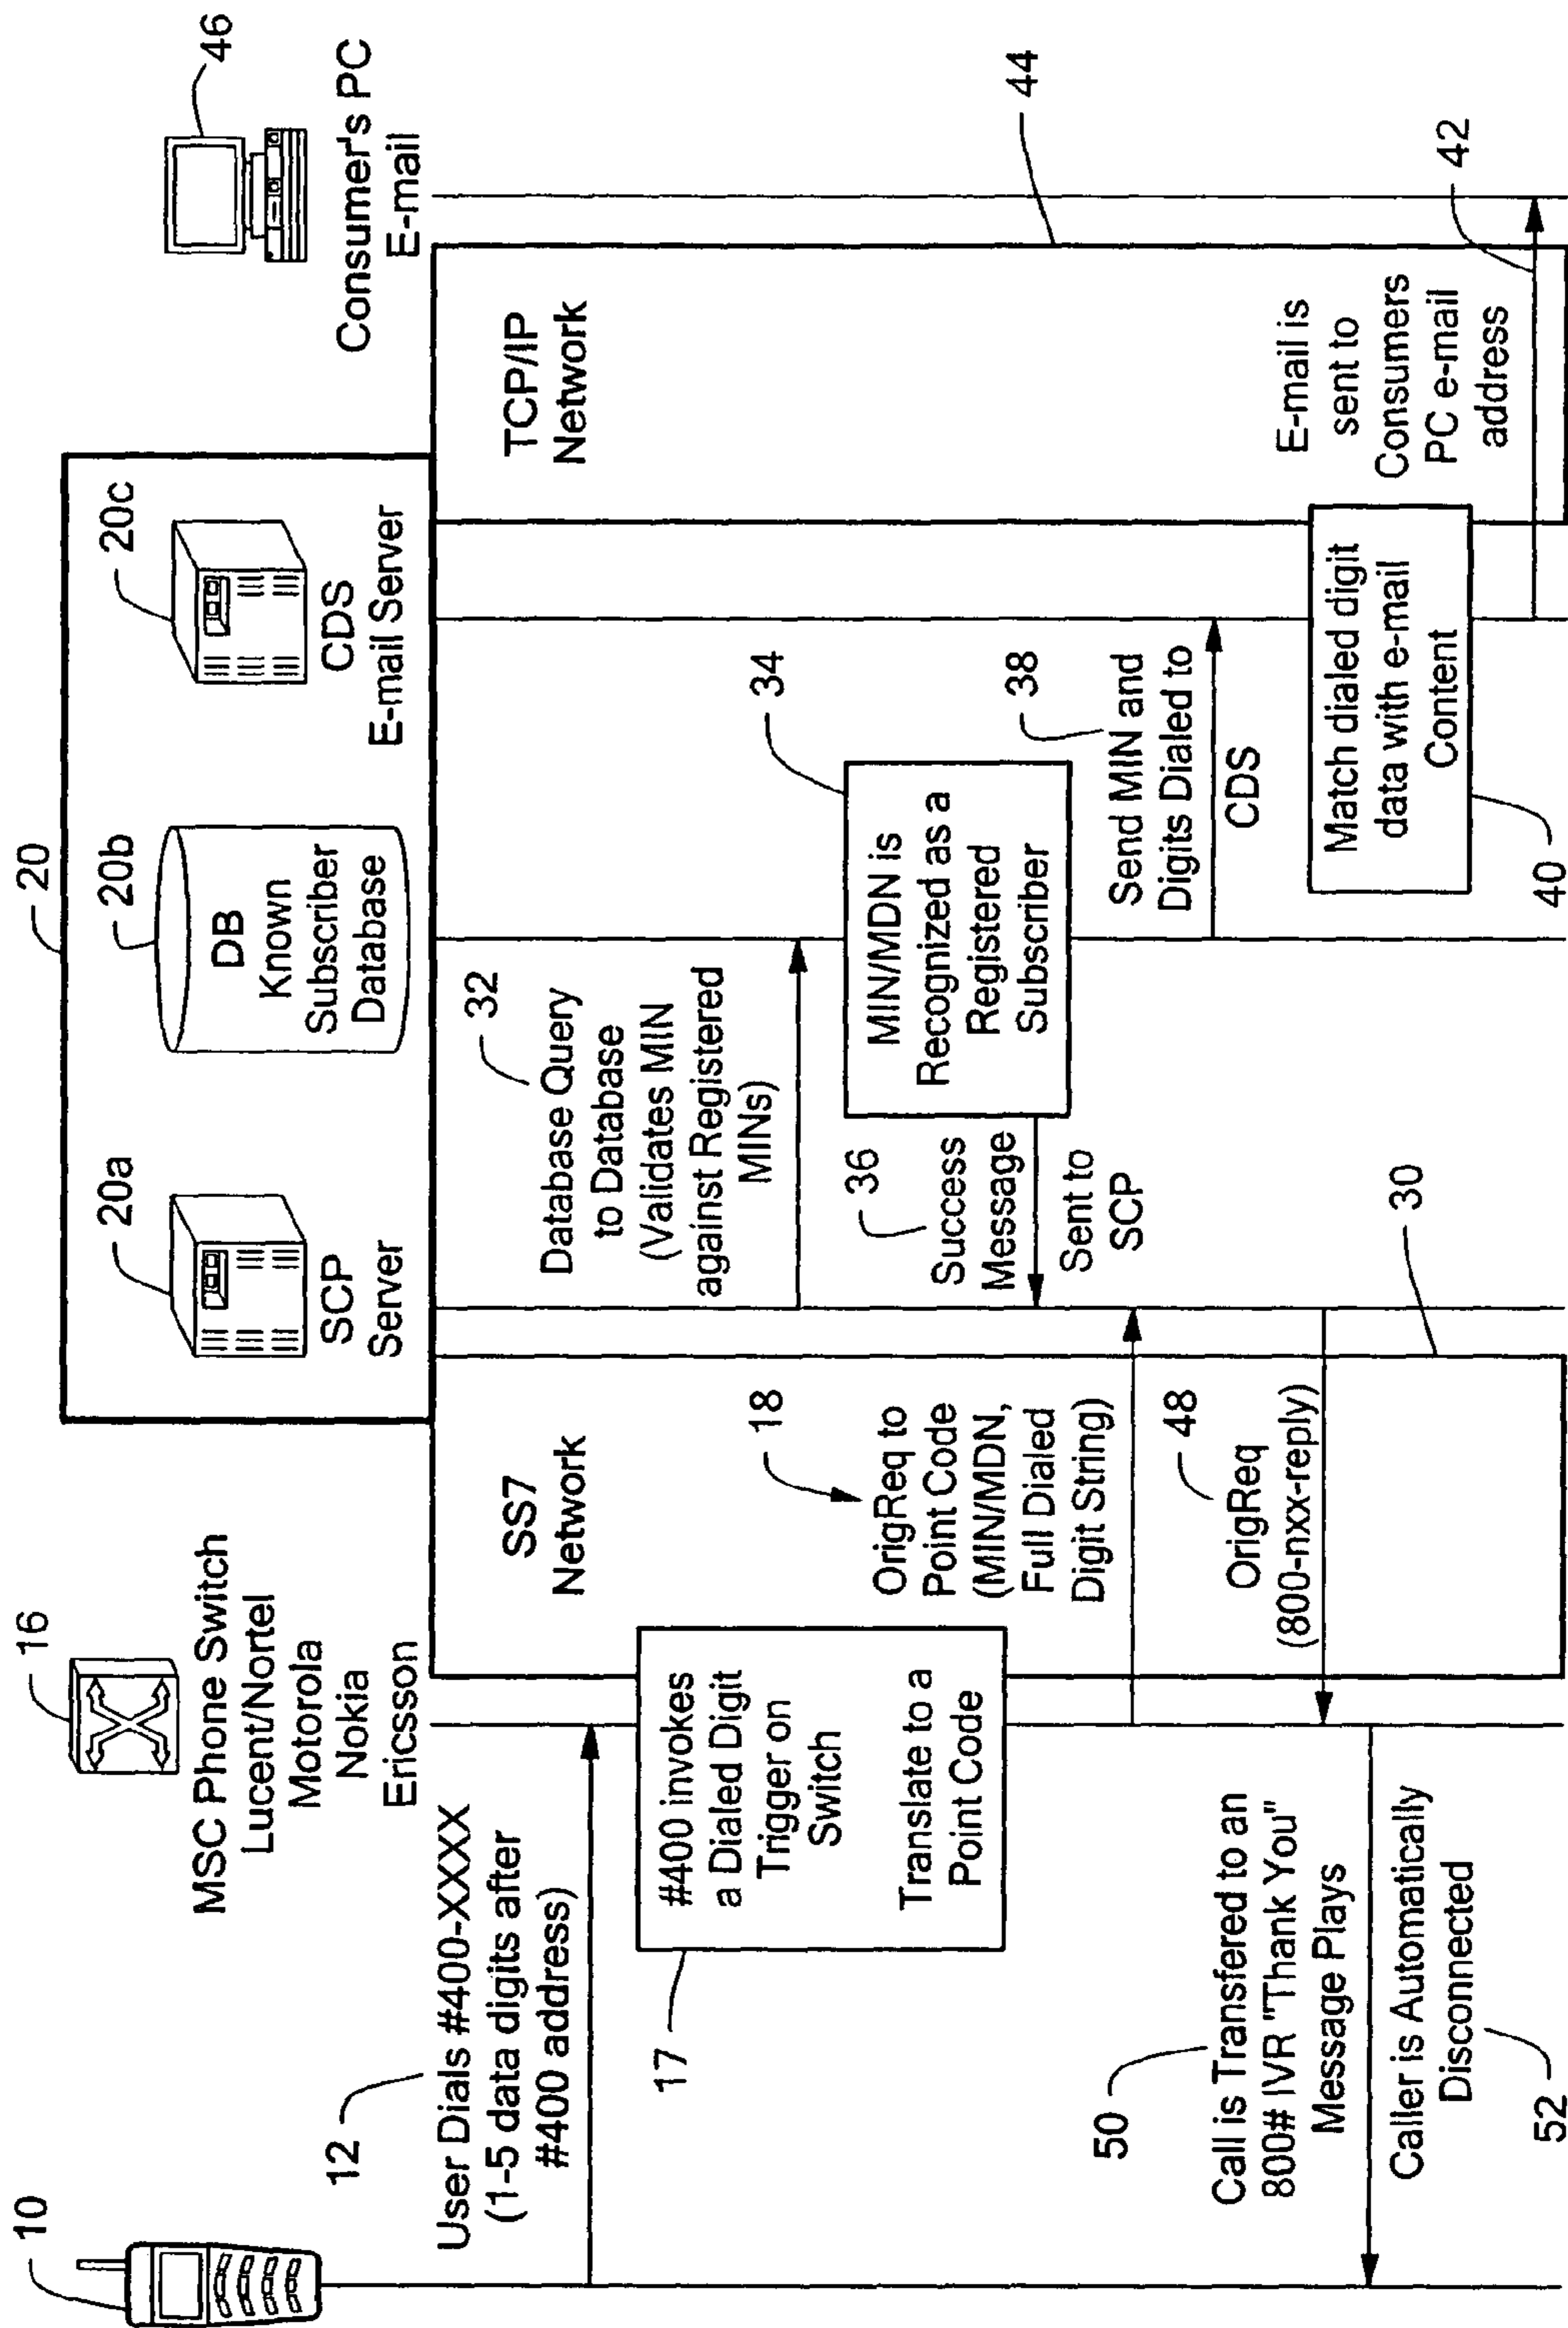 10
16
MSC Phone Switch
Lucent/Nortel
Motorola
Nokia
Ericsson
20
20a
SCP
Server
20b
DB
Known
Subscriber
Database
20c
CDS
E-mail Server
46
Consumer's PC
E-mail
12
User Dials #400-XXXX
(1-5 data digits after
#400 address)
SS7
Network
TCP/IP
Network
44
32
Database Query
to Database
(Validates MIN
against Registered
MINs)
17
#400 invokes
a Dialed Digit
Trigger on
Switch
Translate to a
Point Code
18
OrigReq to
Point Code
(MIN/MDN,
Full Dialed
Digit String)
34
MIN/MDN is
Recognized as a
Registered
Subscriber
36
Success
Message
Sent to
SCP
38
Send MIN and
Digits Dialed to
CDS
48
OrigReq
(800-nxx-reply)
30
50
Call is Transfered to an
800# IVR "Thank You"
Message Plays
Caller is Automatically
Disconnected
52
Match dialed digit
data with e-mail
Content
40
E-mail is
sent to
Consumers
PC e-mail
address
42